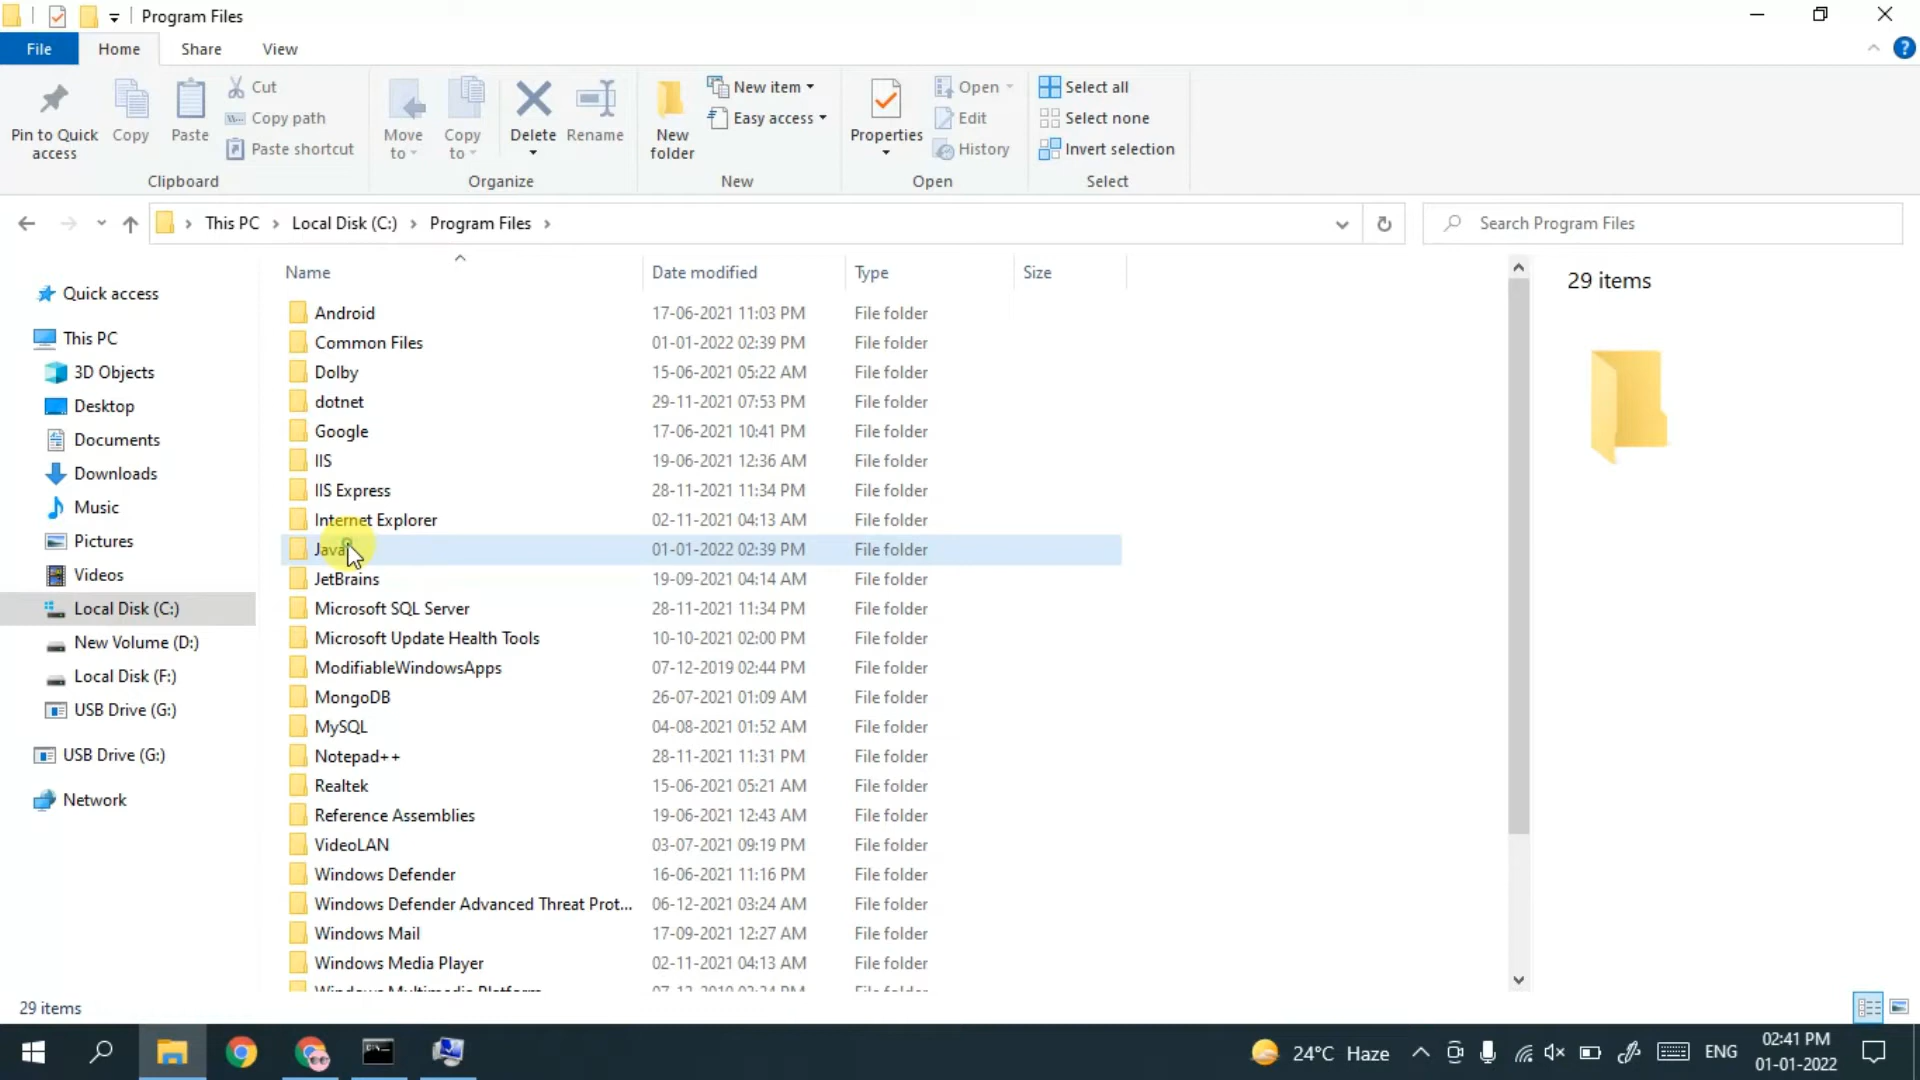 Program Files
File Home Share View
Pin to Quick access
Copy
Paste
Cut
Copy path
Paste shortcut
Clipboard
Move to
Copy to
Delete
Rename
Organize
New folder
New item
Easy access
New
Properties
Open
Edit
History
Open
Select all
Select none
Invert selection
Select
This PC Local Disk (C:) Program Files
Search Program Files
Quick access
This PC
3D Objects
Desktop
Documents
Downloads
Music
Pictures
Videos
Local Disk (C:)
New Volume (D:)
Local Disk (F:)
USB Drive (G:)
USB Drive (G:)
Network
Name Date modified Type Size
Android 17-06-2021 11:03 PM File folder
Common Files 01-01-2022 02:39 PM File folder
Dolby 15-06-2021 05:22 AM File folder
dotnet 29-11-2021 07:53 PM File folder
Google 17-06-2021 10:41 PM File folder
IIS 19-06-2021 12:36 AM File folder
IIS Express 28-11-2021 11:34 PM File folder
Internet Explorer 02-11-2021 04:13 AM File folder
Java 01-01-2022 02:39 PM File folder
JetBrains 19-09-2021 04:14 AM File folder
Microsoft SQL Server 28-11-2021 11:34 PM File folder
Microsoft Update Health Tools 10-10-2021 02:00 PM File folder
ModifiableWindowsApps 07-12-2019 02:44 PM File folder
MongoDB 26-07-2021 01:09 AM File folder
MySQL 04-08-2021 01:52 AM File folder
Notepad++ 28-11-2021 11:31 PM File folder
Realtek 15-06-2021 05:21 AM File folder
Reference Assemblies 19-06-2021 12:43 AM File folder
VideoLAN 03-07-2021 09:19 PM File folder
Windows Defender 16-06-2021 11:16 PM File folder
Windows Defender Advanced Threat Prot... 06-12-2021 03:24 AM File folder
Windows Mail 17-09-2021 12:27 AM File folder
Windows Media Player 02-11-2021 04:13 AM File folder
29 items
29 items
24°C Haze
ENG
02:41 PM
01-01-2022